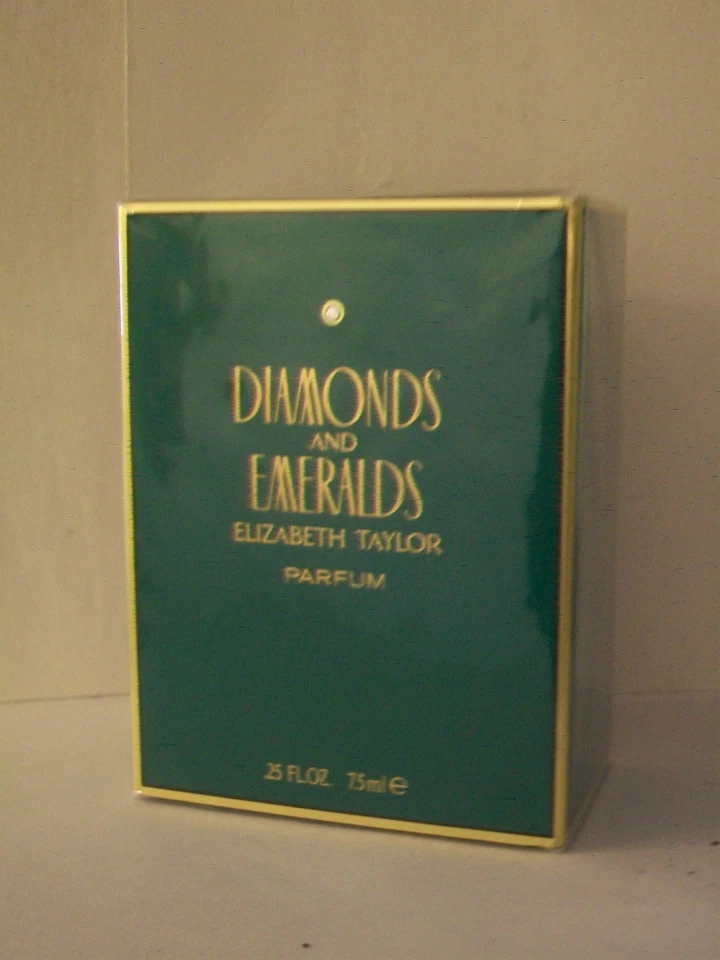 DIAMONDS
AND
EMERALDS
ELIZABETH TAYLOR
PARFUM
.25 FL.OZ. 7.5ml ℮